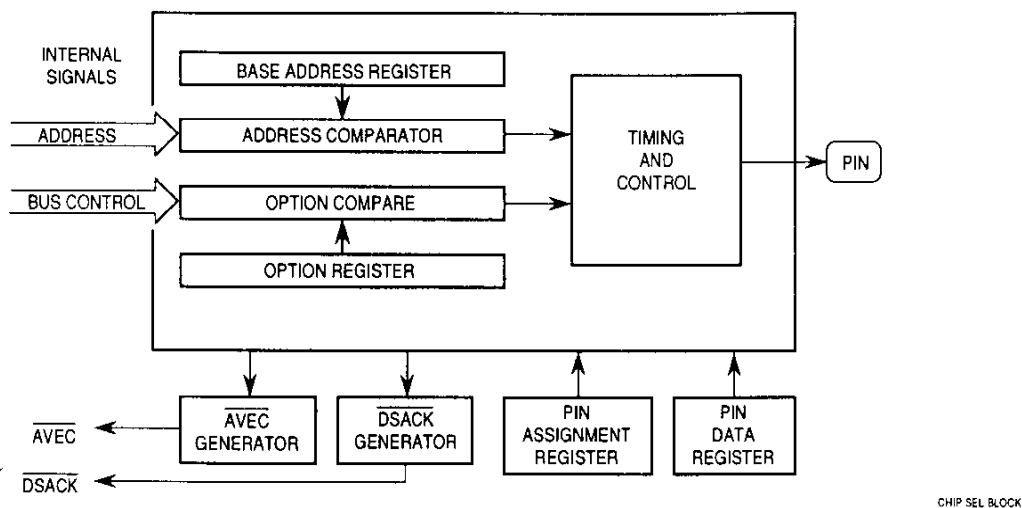 INTERNAL
SIGNALS
BASE ADDRESS REGISTER
ADDRESS
ADDRESS COMPARATOR
TIMING
AND
CONTROL
PIN
BUS CONTROL
OPTION COMPARE
OPTION REGISTER
AVEC
GENERATOR
DSACK
GENERATOR
PIN
ASSIGNMENT
REGISTER
PIN
DATA
REGISTER
AVEC
DSACK
CHIP SEL BLOCK